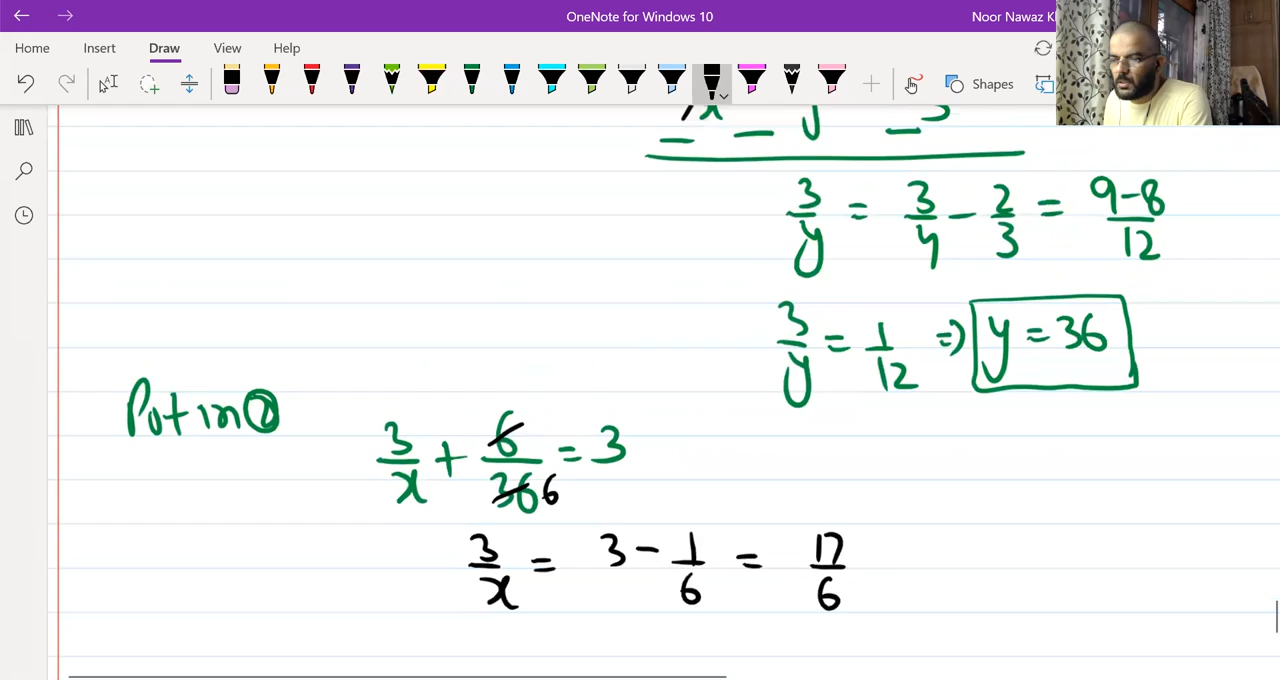 OneNote for Windows 10
Noor Nawaz K
Home Insert Draw View Help
Shapes
3/y = 3/4 - 2/3 = 9-8/12
3/y = 1/12 => y = 36
Put in ②
3/x + 6/36 6 = 3
3/x = 3 - 1/6 = 17/6